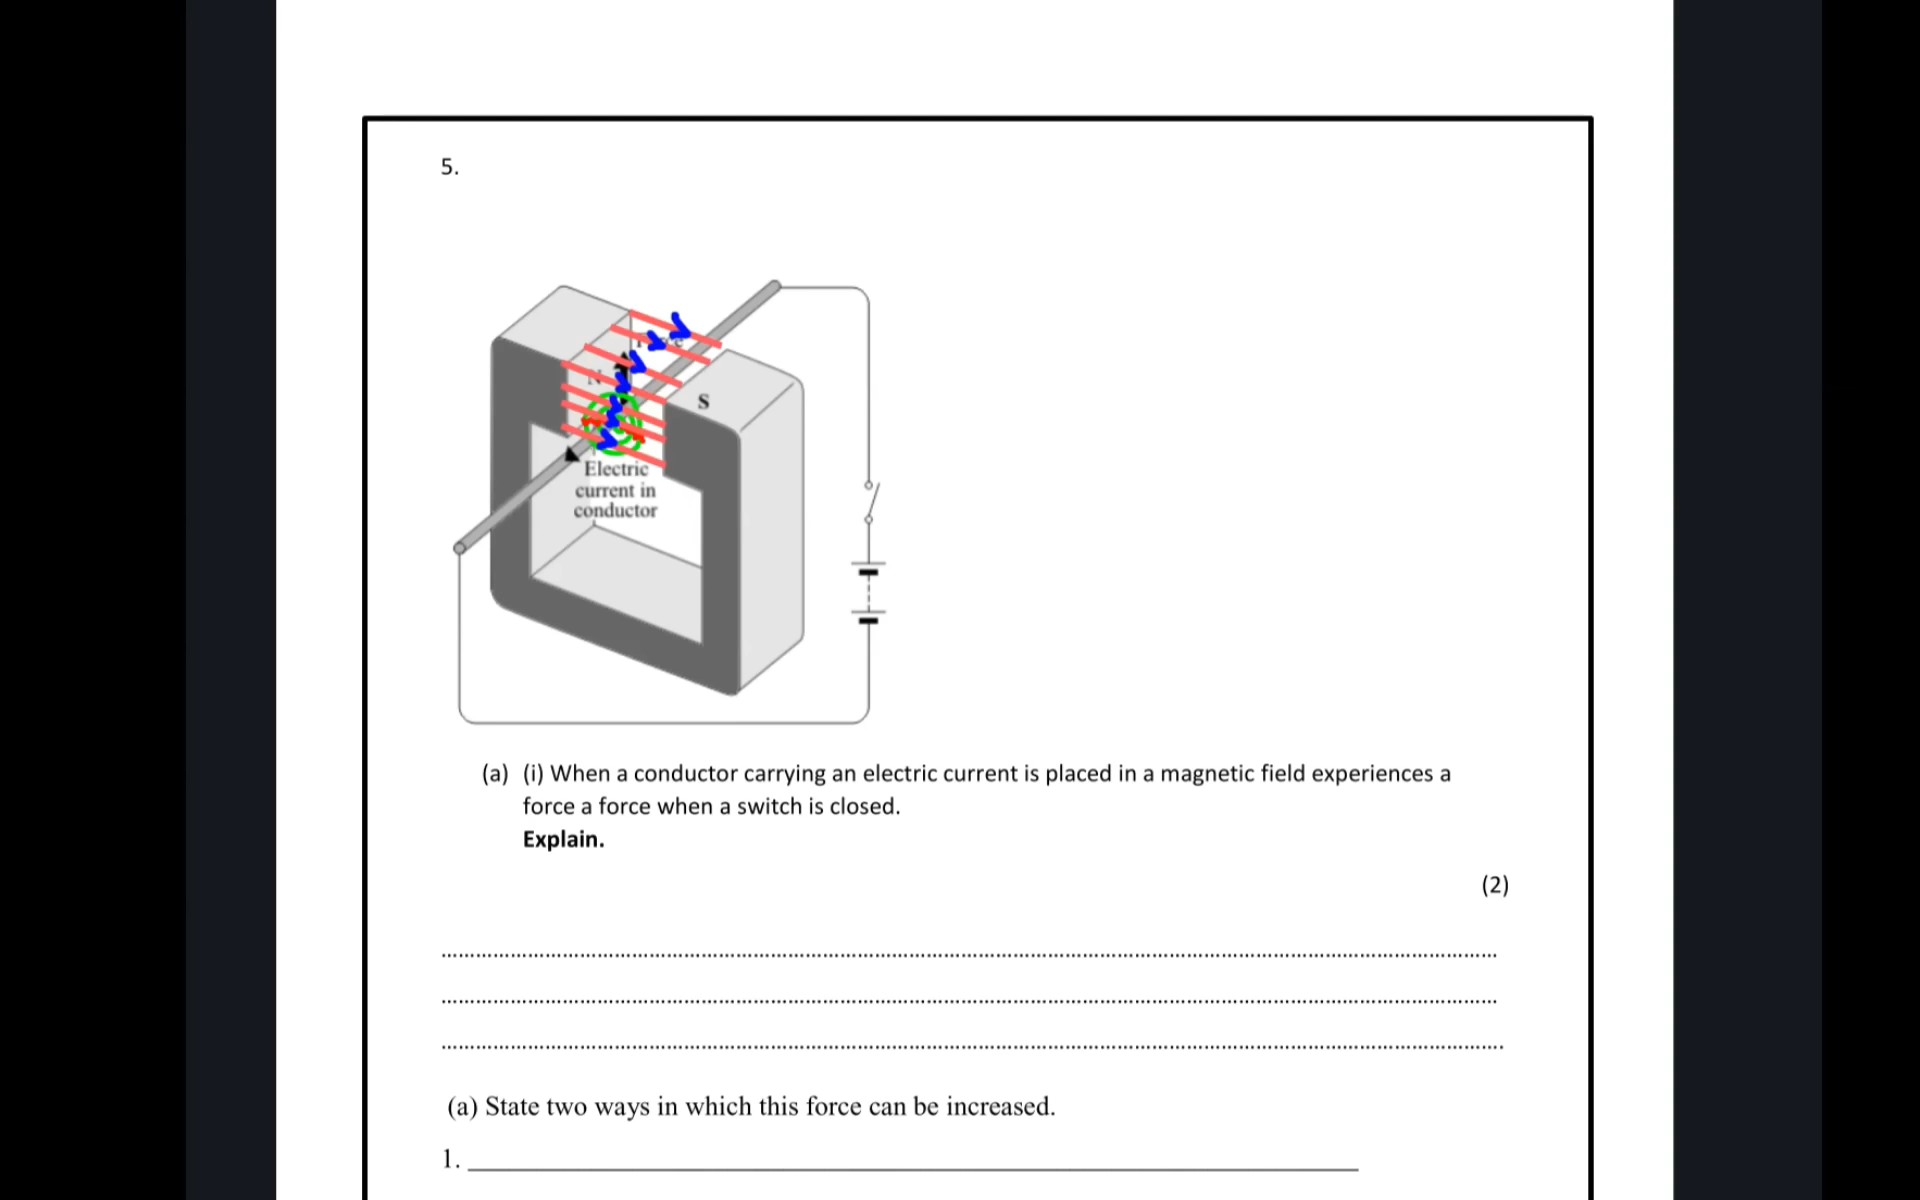 5.
N
S
Electric
current in
conductor
(a) (i) When a conductor carrying an electric current is placed in a magnetic field experiences a
force a force when a switch is closed.
Explain.
(2)
(a) State two ways in which this force can be increased.
1.